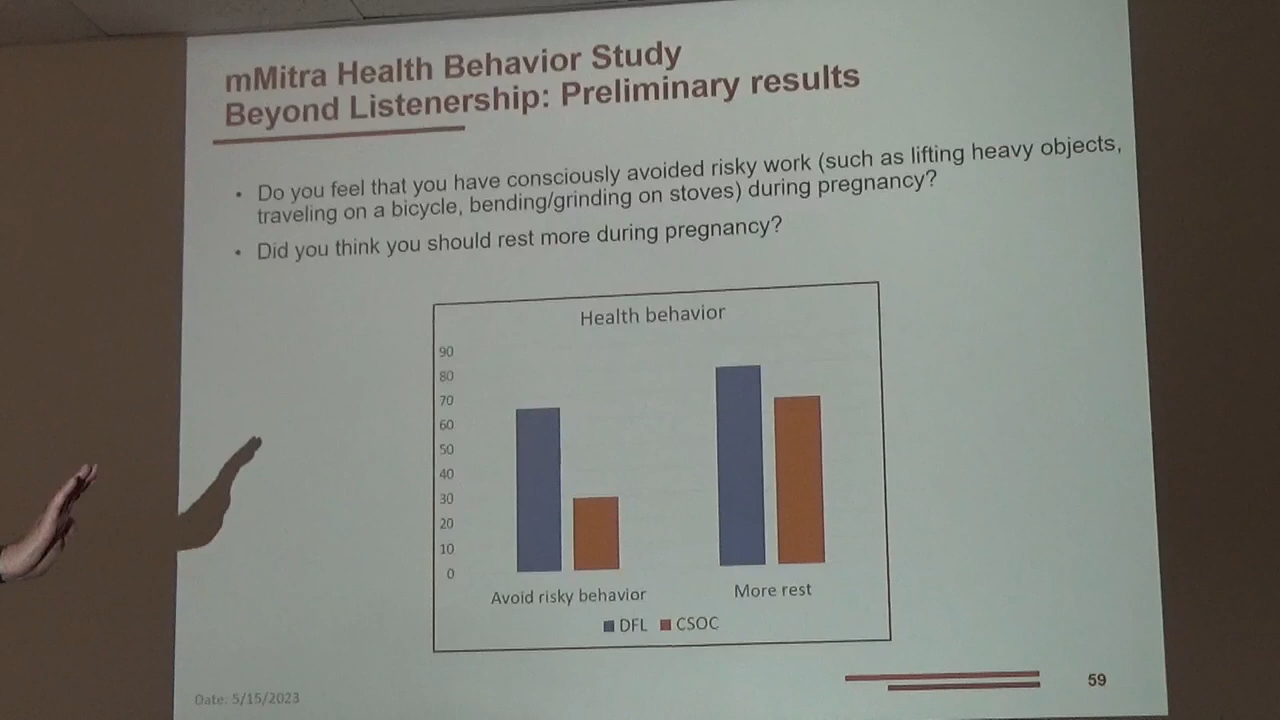 mMitra Health Behavior Study
Beyond Listenership: Preliminary results
• Do you feel that you have consciously avoided risky work (such as lifting heavy objects,
traveling on a bicycle, bending/grinding on stoves) during pregnancy?
• Did you think you should rest more during pregnancy?
Health behavior
90
80
70
60
50
40
30
20
10
0
Avoid risky behavior More rest
DFL CSOC
Date: 5/15/2023
59